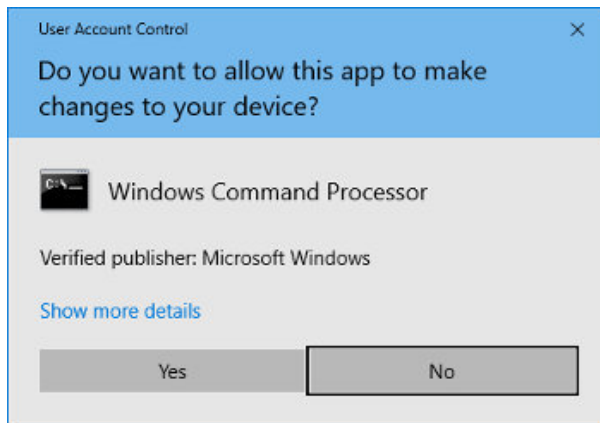 User Account Control
Do you want to allow this app to make
changes to your device?
C:\_
Windows Command Processor
Verified publisher: Microsoft Windows
Show more details
Yes
No